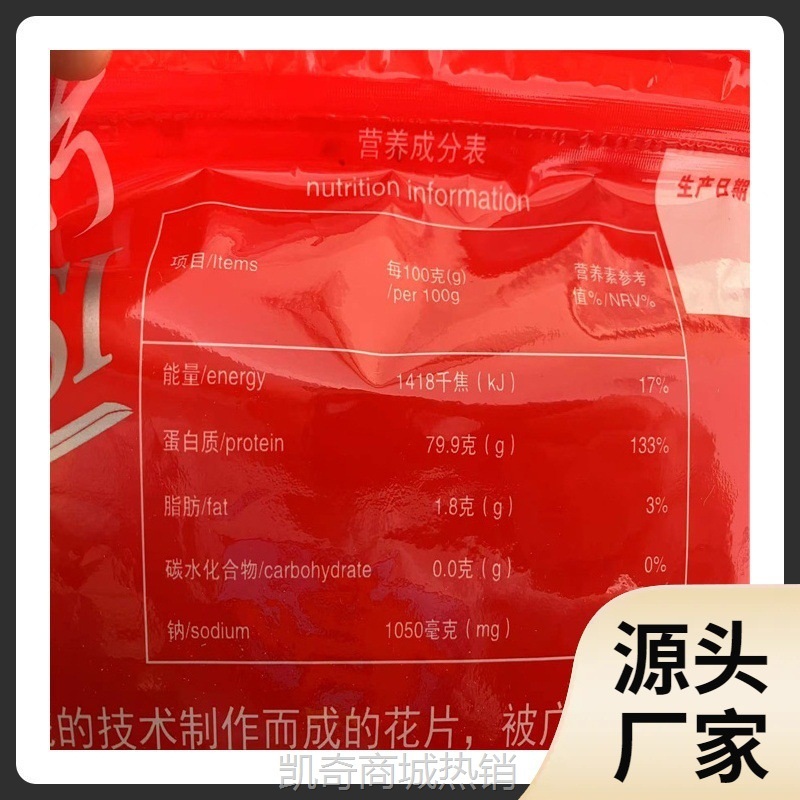 营养成分表
nutrition information
生产日期
项目/Items
每100克(g)
/per 100g
营养素参考
值%/NRV%
能量/energy 1418千焦(kJ) 17%
蛋白质/protein 79.9克(g) 133%
脂肪/fat 1.8克(g) 3%
碳水化合物/carbohydrate 0.0克(g) 0%
钠/sodium 1050毫克(mg)
的技术制作而成的花片，被
凯奇商城热销
源头
厂家